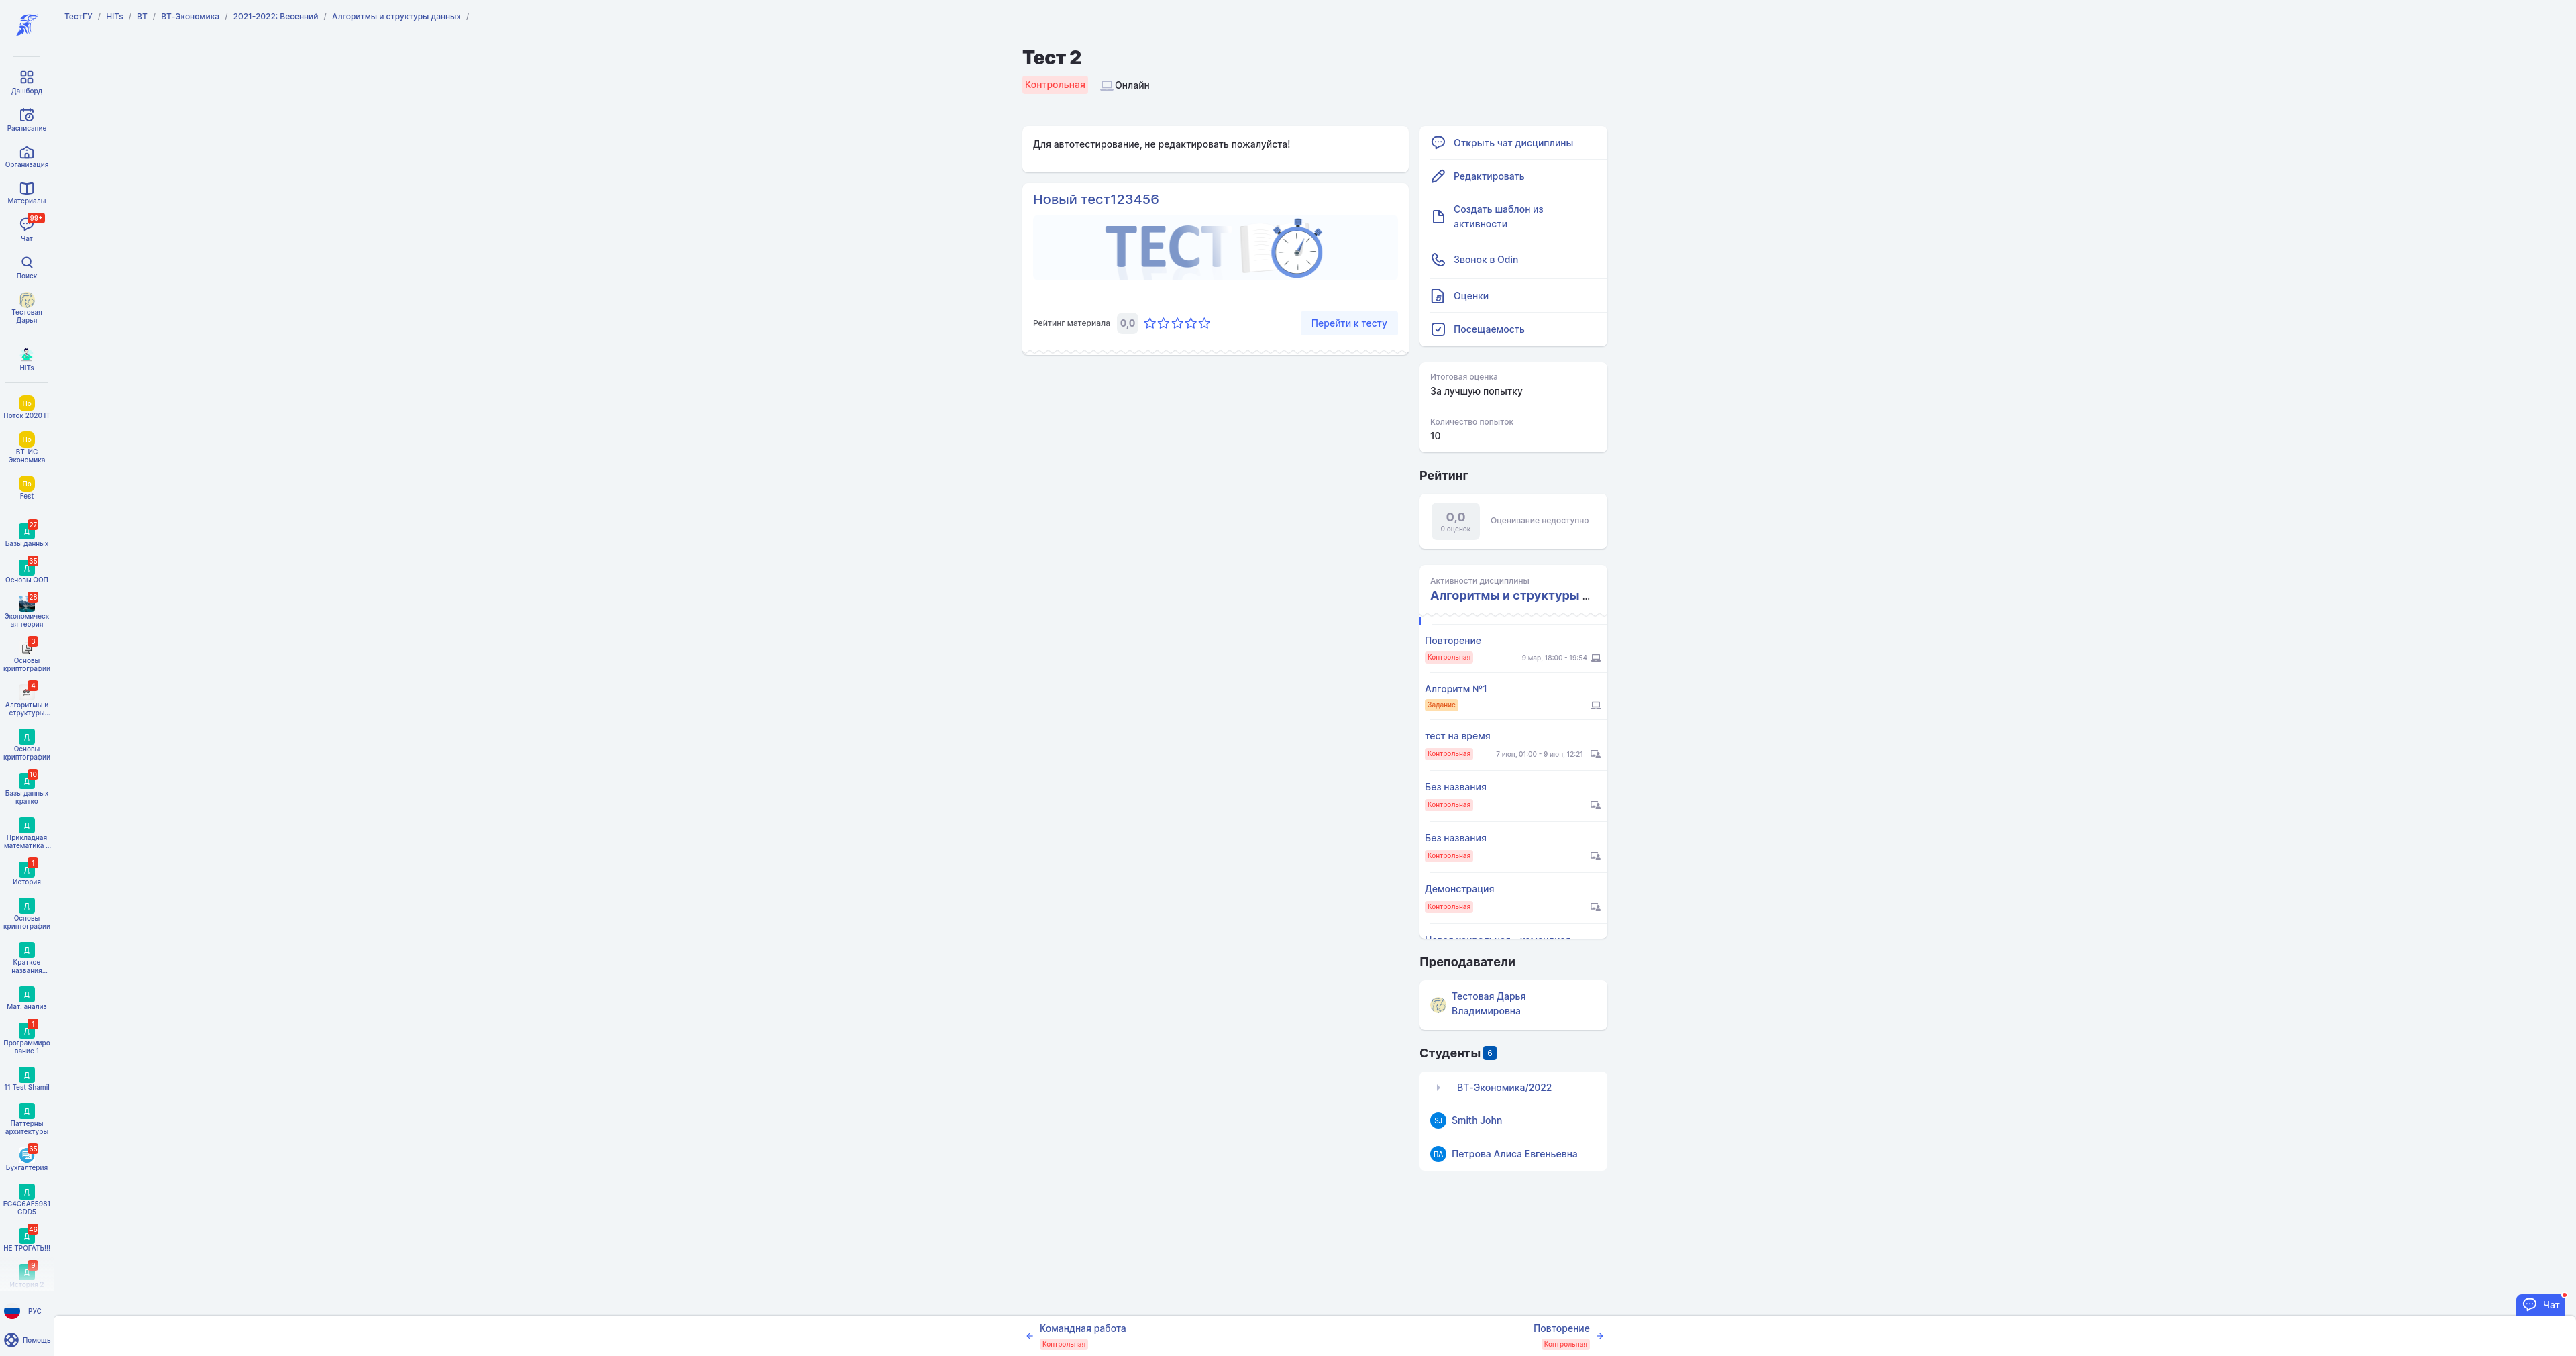 ТестГУ / HITs / ВТ / ВТ-Экономика / 2021-2022: Весенний / Алгоритмы и структуры данных /
Дашборд
Расписание
Организация
Материалы
99+
Чат
Поиск
Тестовая
Дарья
HITs
По
Поток 2020 IT
По
ВТ-ИС
Экономика
По
Fest
27
Д
Базы данных
35
Д
Основы ООП
28
Экономическ
ая теория
3
Основы
криптографии
4
Алгоритмы и
структуры...
Д
Основы
криптографии
10
Д
Базы данных
кратко
Д
Прикладная
математика ...
1
Д
История
Д
Основы
криптографии
Д
Краткое
названия...
Д
Мат. анализ
1
Д
Программиро
вание 1
Д
11 Test Shamil
Д
Паттерны
архитектуры
65
Бухгалтерия
Д
EG4G6AF5981
GDD5
46
Д
НЕ ТРОГАТЬ!!!
9
Д
История 2
РУС
Помощь
Тест 2
Контрольная Онлайн
Для автотестирование, не редактировать пожалуйста!
Новый тест123456
ТЕСТ
Рейтинг материала 0,0 Перейти к тесту
Открыть чат дисциплины
Редактировать
Создать шаблон из
активности
Звонок в Odin
Оценки
Посещаемость
Итоговая оценка
За лучшую попытку
Количество попыток
10
Рейтинг
0,0
0 оценок
Оценивание недоступно
Активности дисциплины
Алгоритмы и структуры ...
Повторение
Контрольная 9 мар, 18:00 - 19:54
Алгоритм №1
Задание
тест на время
Контрольная 7 июн, 01:00 - 9 июн, 12:21
Без названия
Контрольная
Без названия
Контрольная
Демонстрация
Контрольная
Преподаватели
Тестовая Дарья
Владимировна
Студенты 6
ВТ-Экономика/2022
SJ Smith John
ПА Петрова Алиса Евгеньевна
Чат
Командная работа
Контрольная
Повторение
Контрольная